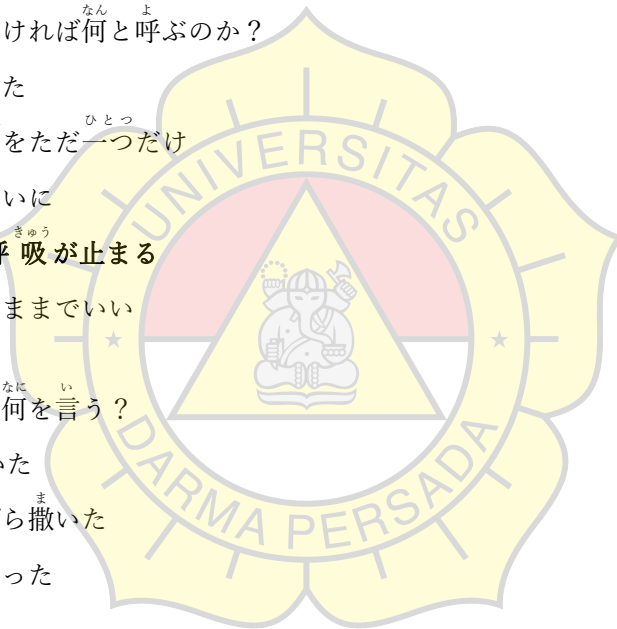 ければ何と呼ぶのか？
た
をただ一つだけ
いに
吸が止まる
ままでいい
何を言う？
いた
ら撒いた
った
UNIVERSITAS
DARMA PERSADA